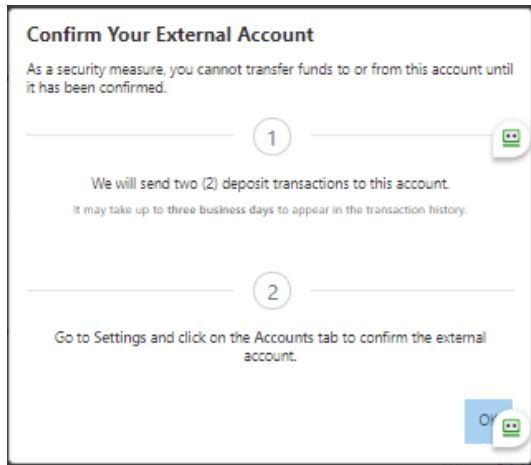 Confirm Your External Account
As a security measure, you cannot transfer funds to or from this account until
it has been confirmed.
1
We will send two (2) deposit transactions to this account.
It may take up to three business days to appear in the transaction history.
2
Go to Settings and click on the Accounts tab to confirm the external
account.
OK